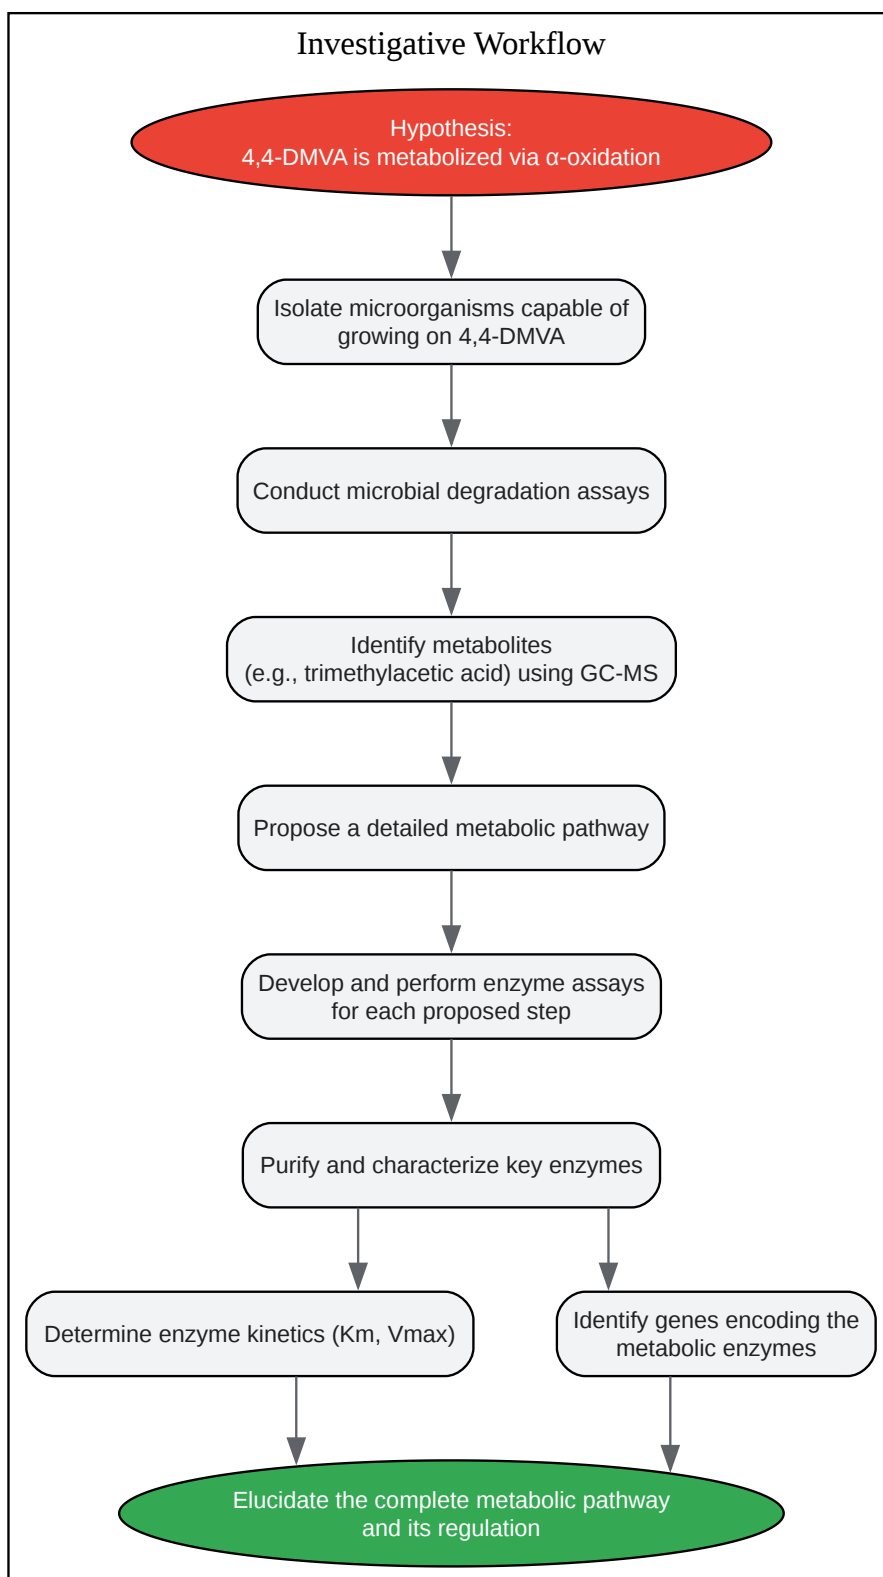 Investigative Workflow
Hypothesis:
4,4-DMVA is metabolized via α-oxidation
Isolate microorganisms capable of
growing on 4,4-DMVA
Conduct microbial degradation assays
Identify metabolites
(e.g., trimethylacetic acid) using GC-MS
Propose a detailed metabolic pathway
Develop and perform enzyme assays
for each proposed step
Purify and characterize key enzymes
Determine enzyme kinetics (Km, Vmax)
Identify genes encoding the
metabolic enzymes
Elucidate the complete metabolic pathway
and its regulation